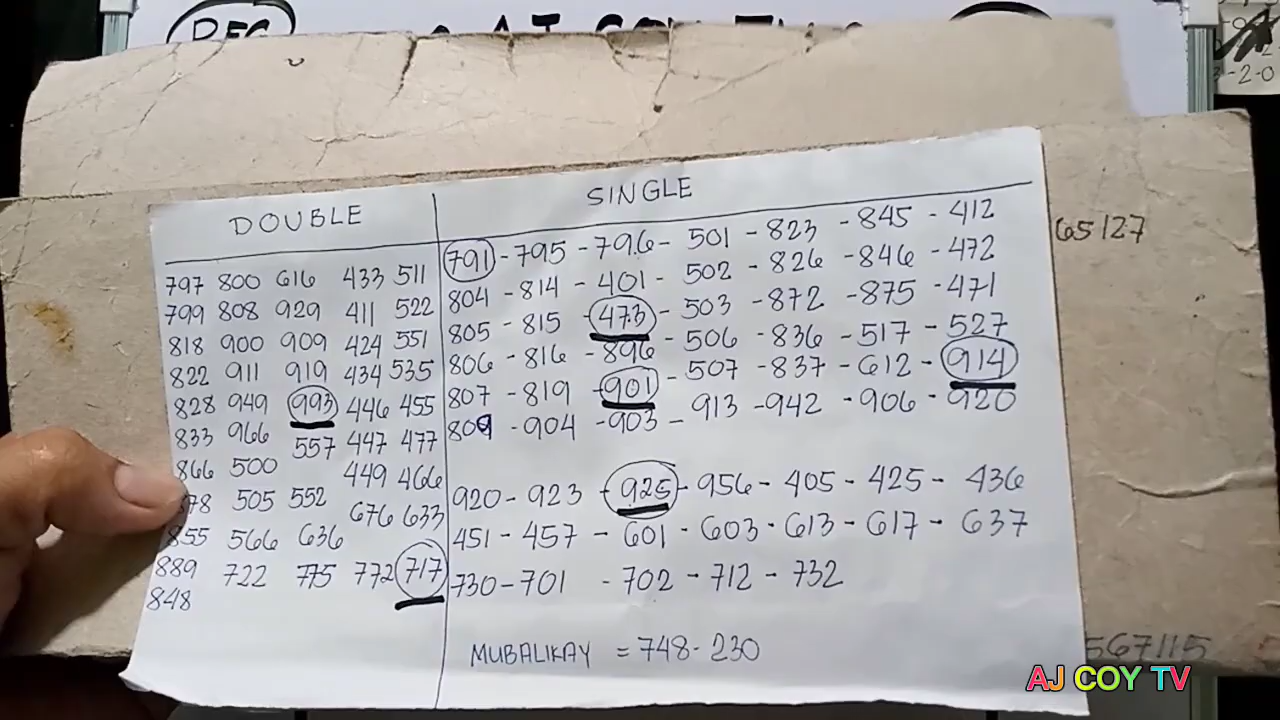 DOUBLE
797 800 616 433 511
799 808 929 411 522
818 900 909 424 551
822 911 919 434 535
828 949 993 446 455
833 966 557 447 477
866 500 449 466
878 505 552 676 633
855 566 636
889 722 775 772 717
848
SINGLE
791 - 795 - 796 - 501 - 823 - 845 - 412
804 - 814 - 401 - 502 - 826 - 846 - 472
805 - 815 - 473 - 503 - 872 - 875 - 471
806 - 816 - 896 - 506 - 836 - 517 - 527
807 - 819 - 901 - 507 - 837 - 612 - 914
809 - 904 - 903 - 913 - 942 - 906 - 920
920 - 923 - 925 - 956 - 405 - 425 - 436
451 - 457 - 601 - 603 - 613 - 617 - 637
730 - 701 - 702 - 712 - 732
MUBALIKAY = 748 - 230
65127
567115
AJ COY TV